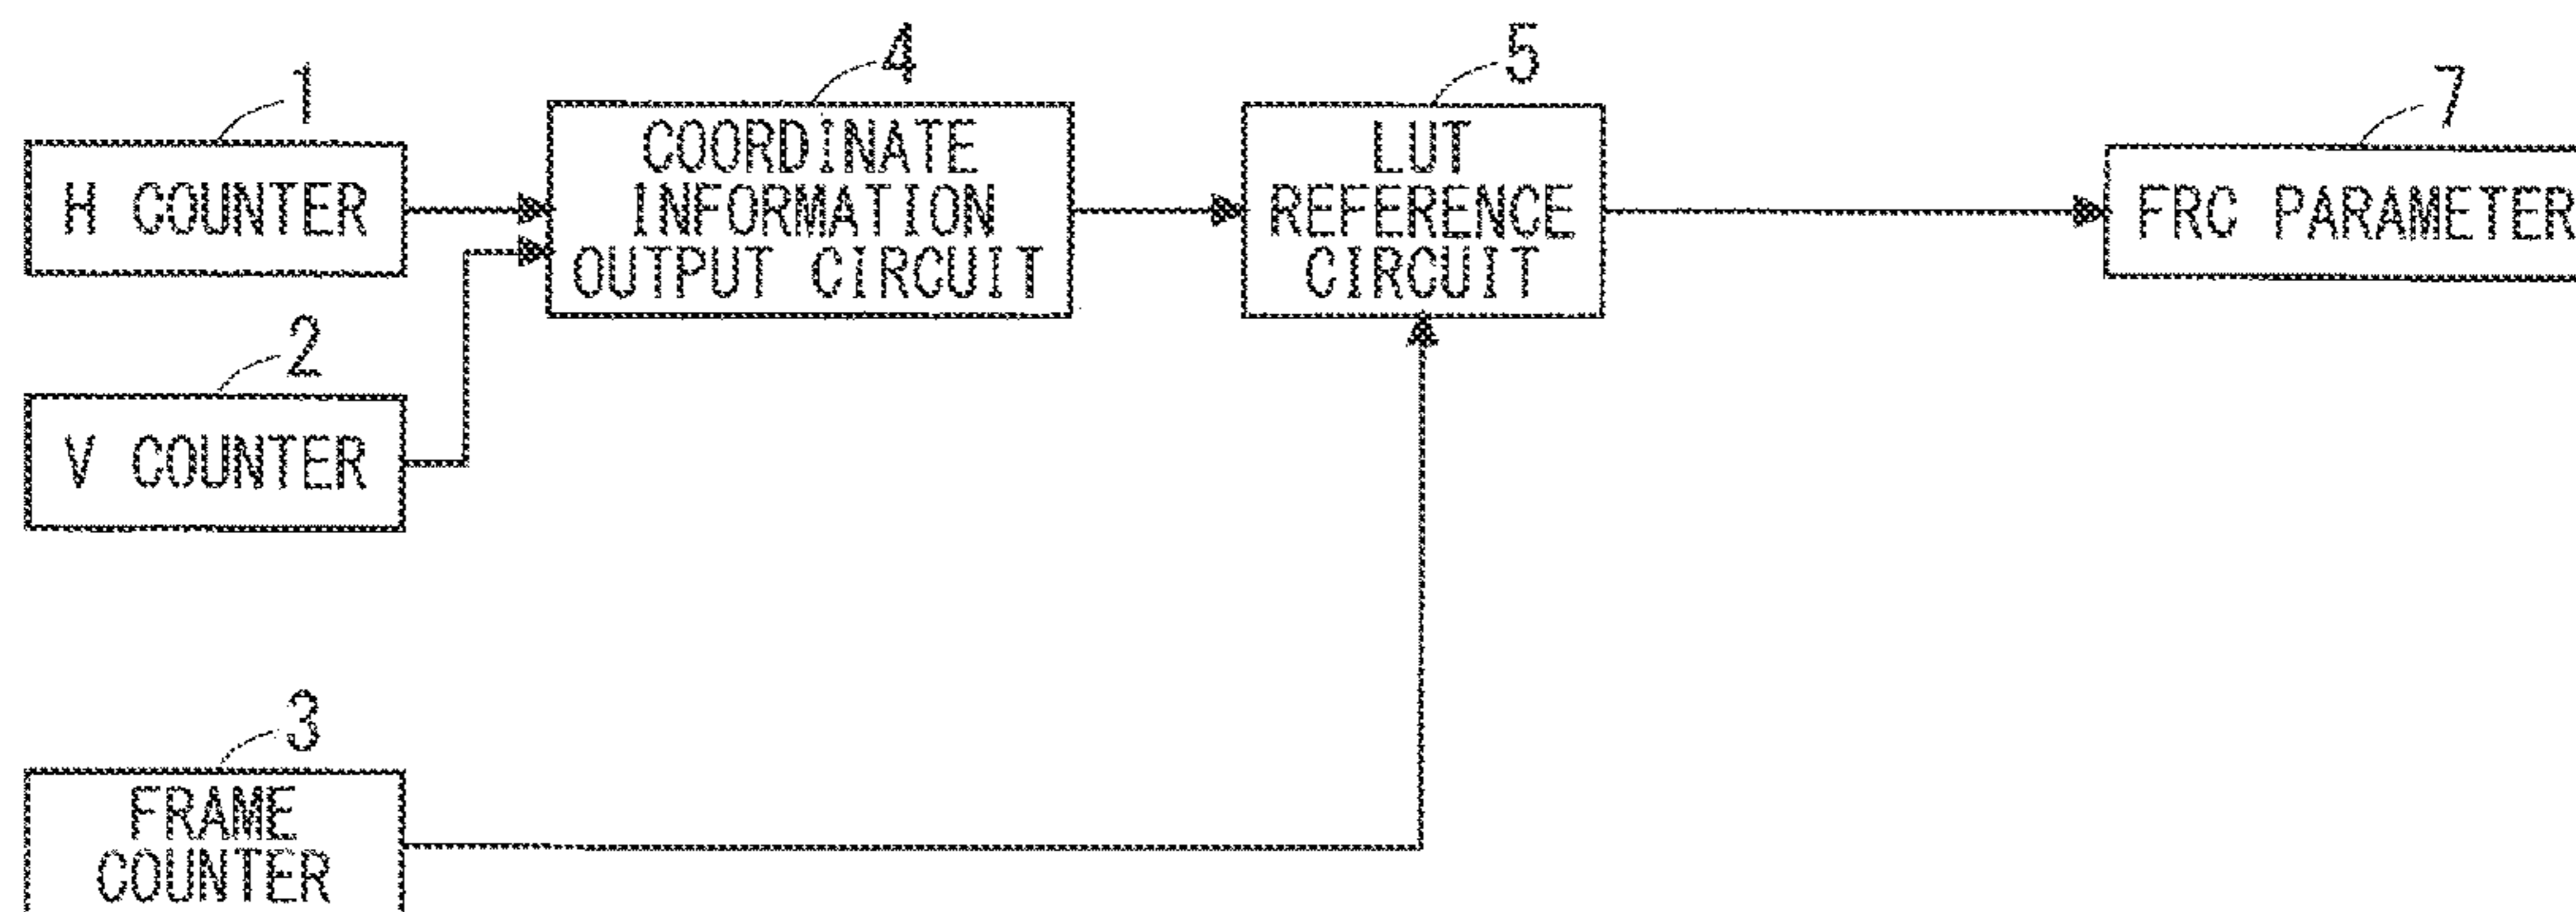 1
H COUNTER
4
COORDINATE
INFORMATION
OUTPUT CIRCUIT
5
LUT
REFERENCE
CIRCUIT
7
FRC PARAMETER
2
V COUNTER
3
FRAME
COUNTER